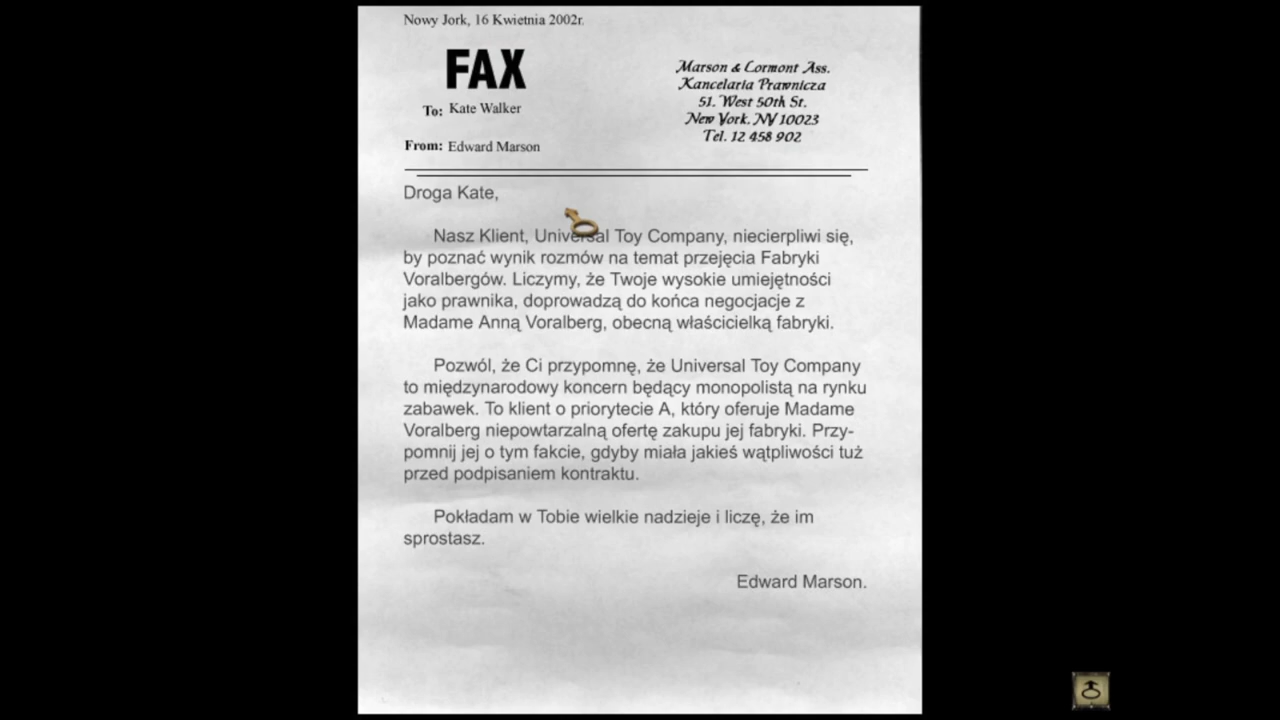 Nowy Jork, 16 Kwietnia 2002r.
FAX
To: Kate Walker
From: Edward Marson
Marson & Lormont Ass.
Kancelaria Prawnicza
51. West 50th St.
New York. NY 10023
Tel. 12 458 902
Droga Kate,
Nasz Klient, Universal Toy Company, niecierpliwi się,
by poznać wynik rozmów na temat przejęcia Fabryki
Voralbergów. Liczymy, że Twoje wysokie umiejętności
jako prawnika, doprowadzą do końca negocjacje z
Madame Anną Voralberg, obecną właścicielką fabryki.
Pozwól, że Ci przypomnę, że Universal Toy Company
to międzynarodowy koncern będący monopolistą na rynku
zabawek. To klient o priorytecie A, który oferuje Madame
Voralberg niepowtarzalną ofertę zakupu jej fabryki. Przy-
pomnij jej o tym fakcie, gdyby miała jakieś wątpliwości tuż
przed podpisaniem kontraktu.
Pokładam w Tobie wielkie nadzieje i liczę, że im
sprostasz.
Edward Marson.